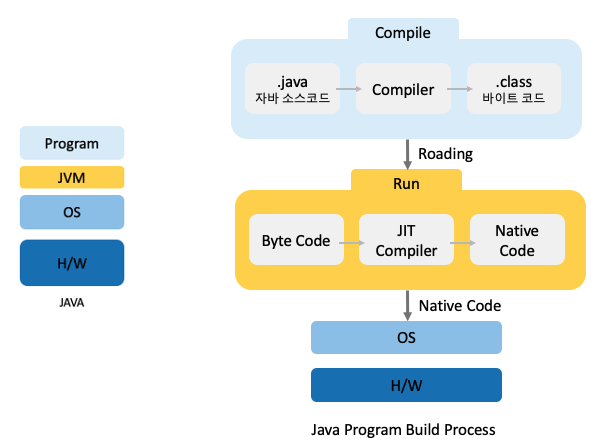 Program
JVM
OS
H/W
JAVA
Compile
.java
자바 소스코드
Compiler
.class
바이트 코드
Roading
Run
Byte Code
JIT
Compiler
Native
Code
Native Code
OS
H/W
Java Program Build Process